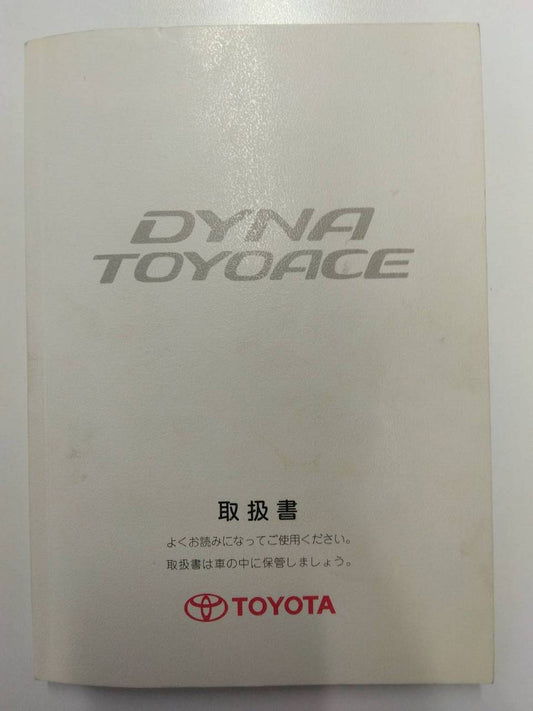 DYNA
TOYOACE
取扱書
よくお読みになってご使用ください。
取扱書は車の中に保管しましょう。
TOYOTA